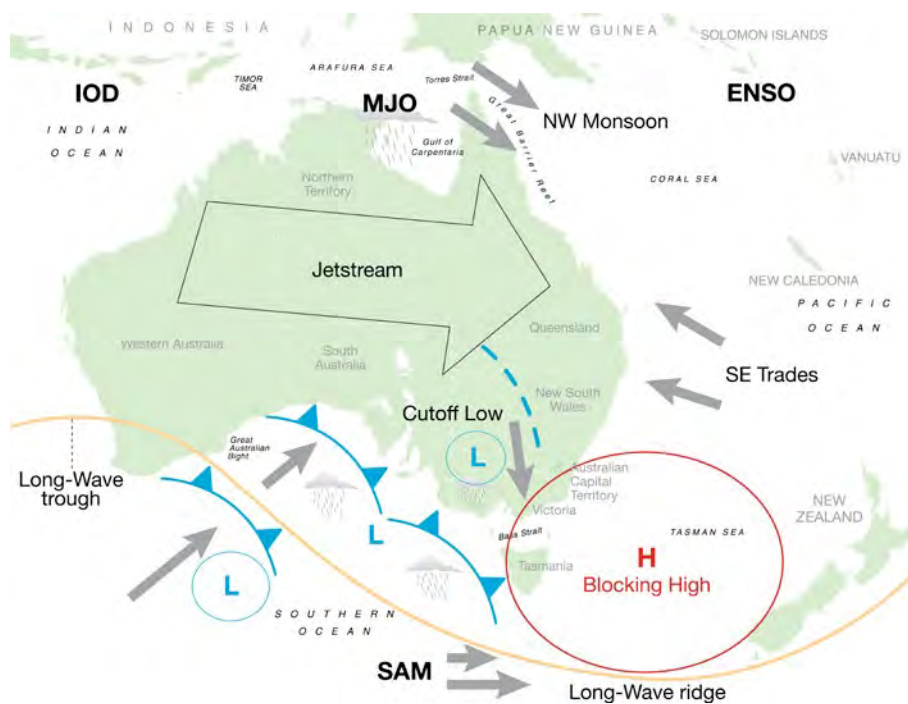 INDONESIA
PAPUA NEW GUINEA
SOLOMON ISLANDS
ARAFURA SEA
Torres Strait
TIMOR
SEA
IOD
MJO
ENSO
NW Monsoon
INDIAN
OCEAN
Gulf of
Carpentaria
Great Barrier Reef
VANUATU
CORAL SEA
Northern
Territory
Jetstream
NEW CALEDONIA
PACIFIC
OCEAN
Queensland
Western Australia
South
Australia
SE Trades
New South
Wales
Cutoff Low
Great
Australian
Bight
L
Long-Wave
trough
Australian
Capital
Territory
Victoria
NEW
ZEALAND
L
Bass Strait
TASMAN SEA
H
Tasmania
Blocking High
L
SOUTHERN
OCEAN
SAM
Long-Wave ridge